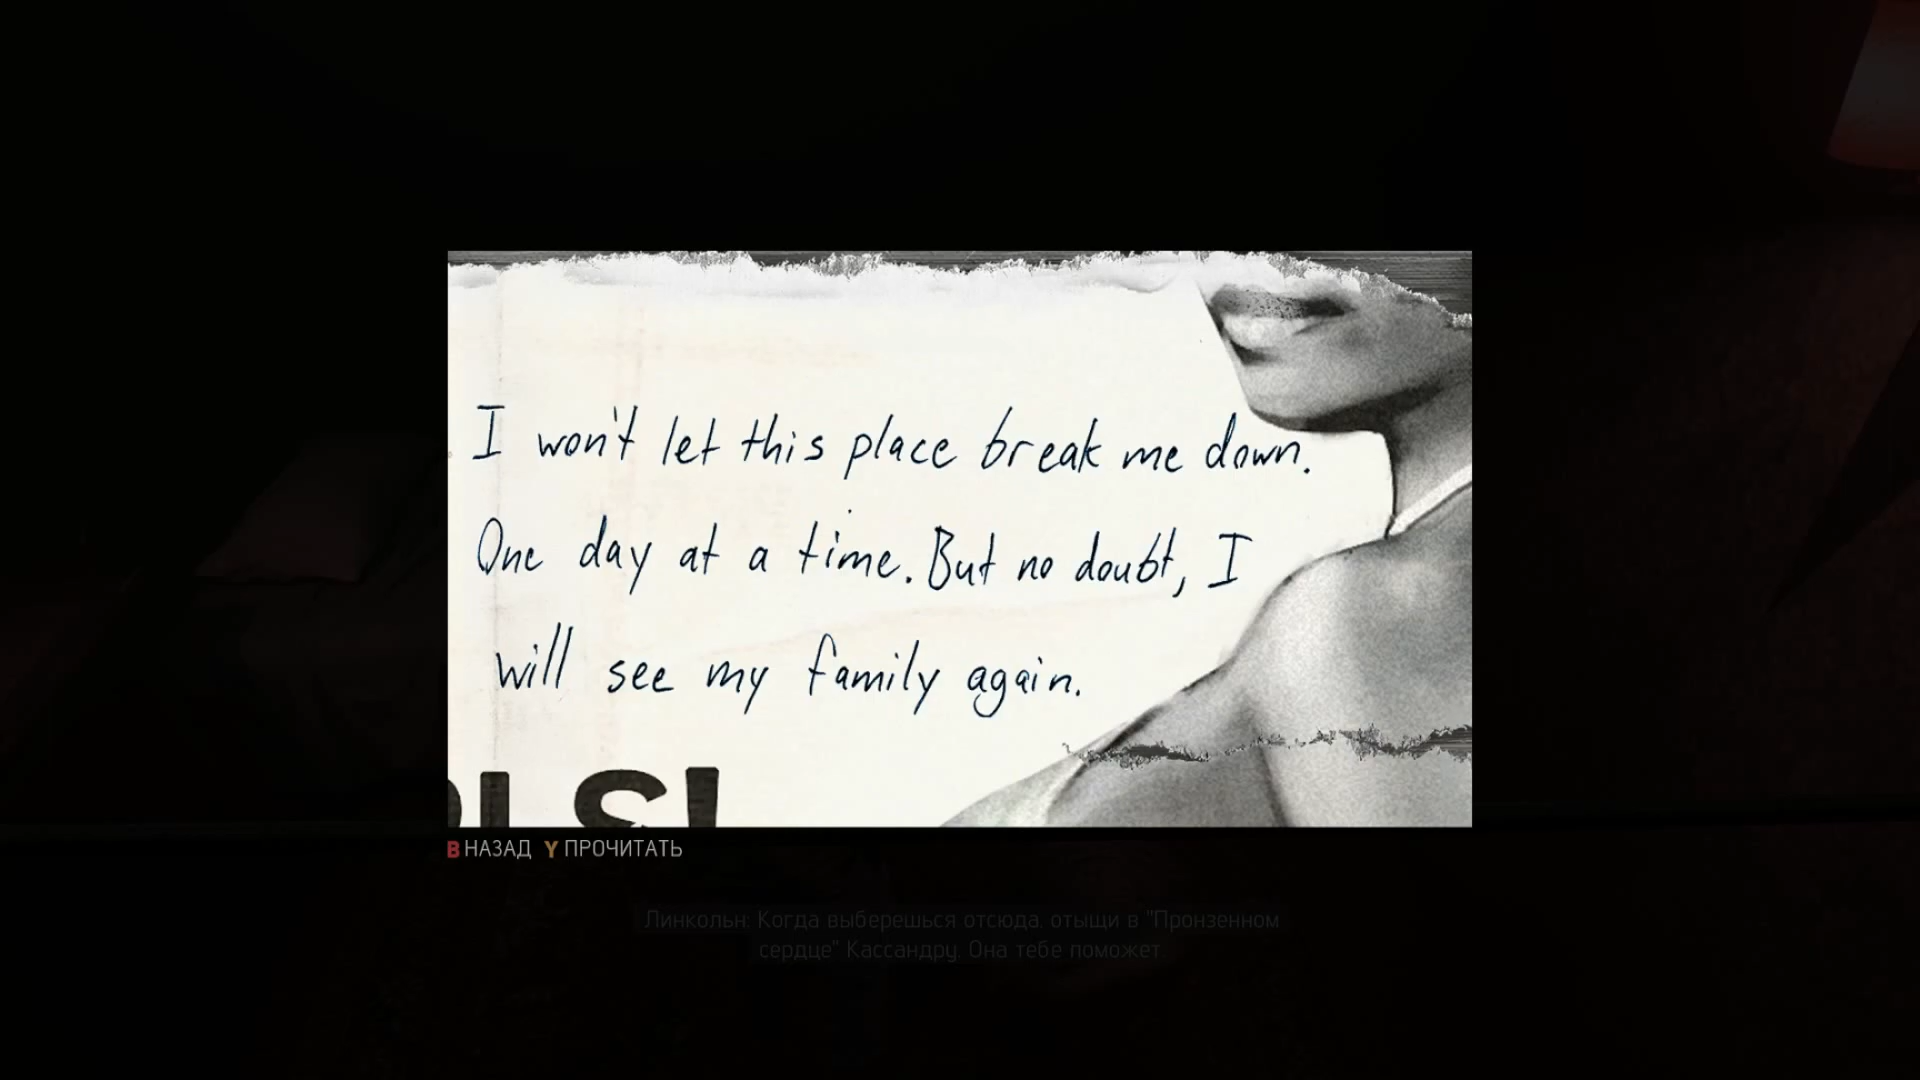 I won't let this place break me down.
One day at a time. But no doubt, I
will see my family again.
LS!
B НАЗАД Y ПРОЧИТАТЬ
Линкольн: Когда выберешься отсюда, отыщи в "Пронзенном
сердце" Кассандру. Она тебе поможет.